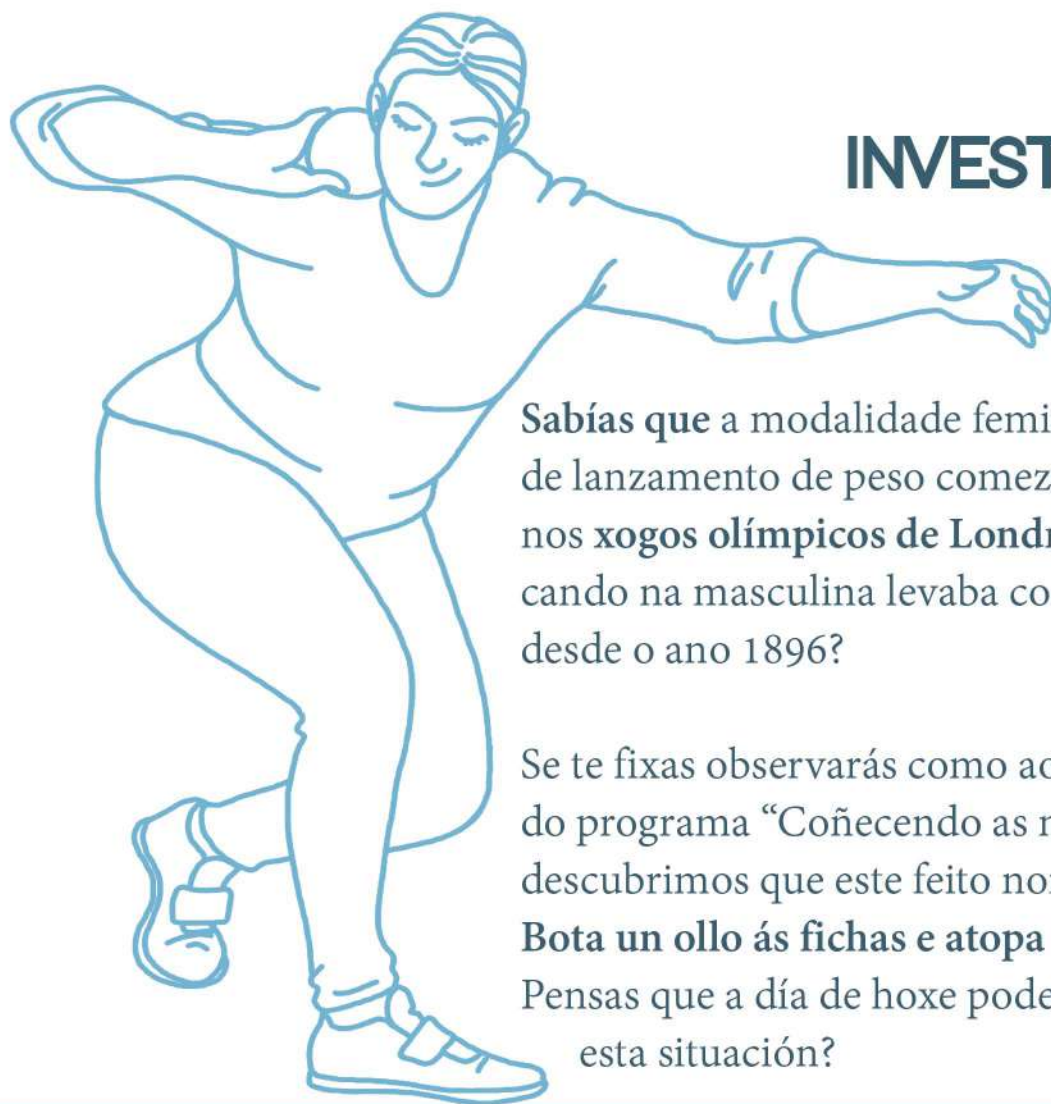 INVEST
Sabías que a modalidade femi
de lanzamento de peso comez
nos xogos olímpicos de Londr
cando na masculina levaba co
desde o ano 1896?
Se te fixas observarás como ao
do programa “Coñecendo as
descubrimos que este feito
Bota un ollo ás fichas e atopa
Pensas que a día de hoxe pode
esta situación?